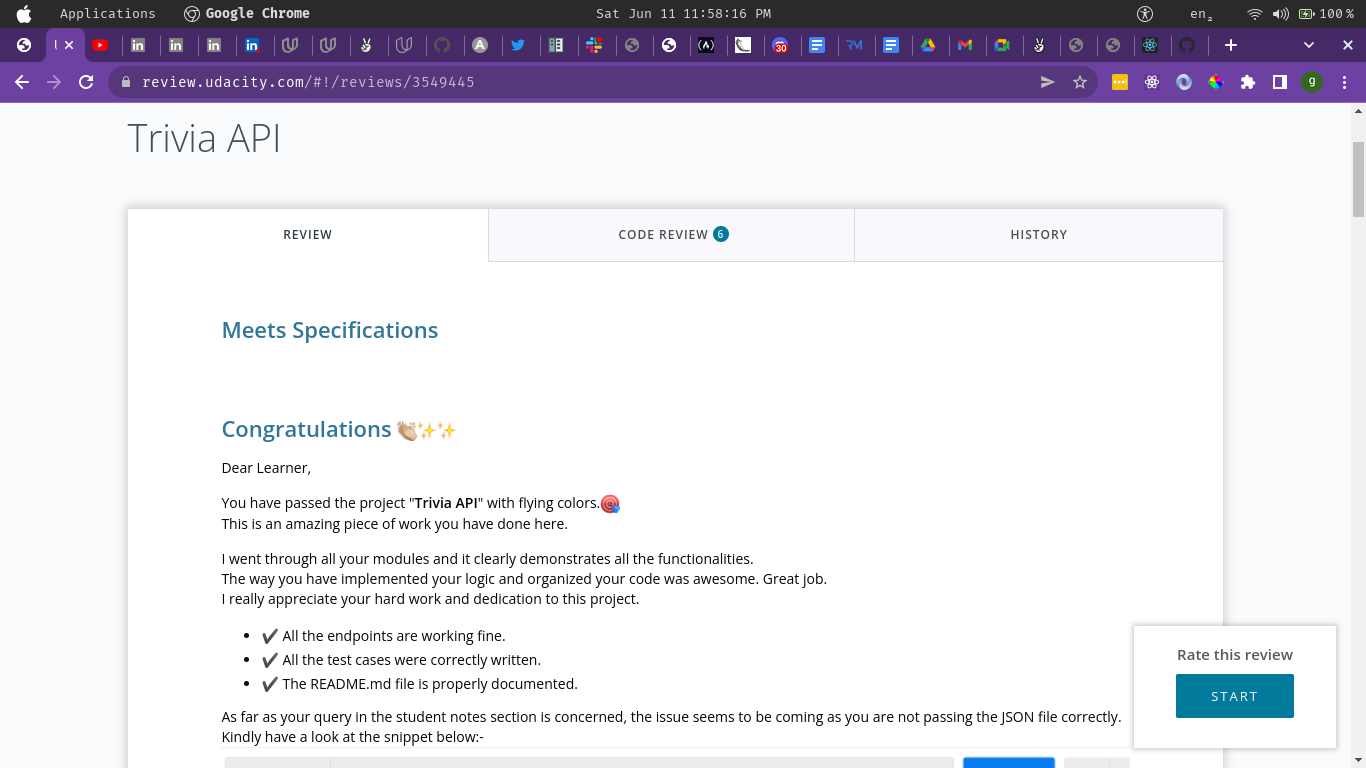 Applications
Google Chrome
Sat Jun 11 11:58:16 PM
en₂
100 %
30
review.udacity.com/#!/reviews/3549445
g
Trivia API
REVIEW
CODE REVIEW 6
HISTORY
Meets Specifications
Congratulations 👏🏼✨✨
Dear Learner,
You have passed the project "Trivia API" with flying colors.🎯
This is an amazing piece of work you have done here.
I went through all your modules and it clearly demonstrates all the functionalities.
The way you have implemented your logic and organized your code was awesome. Great job.
I really appreciate your hard work and dedication to this project.
• ✔️ All the endpoints are working fine.
• ✔️ All the test cases were correctly written.
• ✔️ The README.md file is properly documented.
As far as your query in the student notes section is concerned, the issue seems to be coming as you are not passing the JSON file correctly.
Kindly have a look at the snippet below:-
Rate this review
START